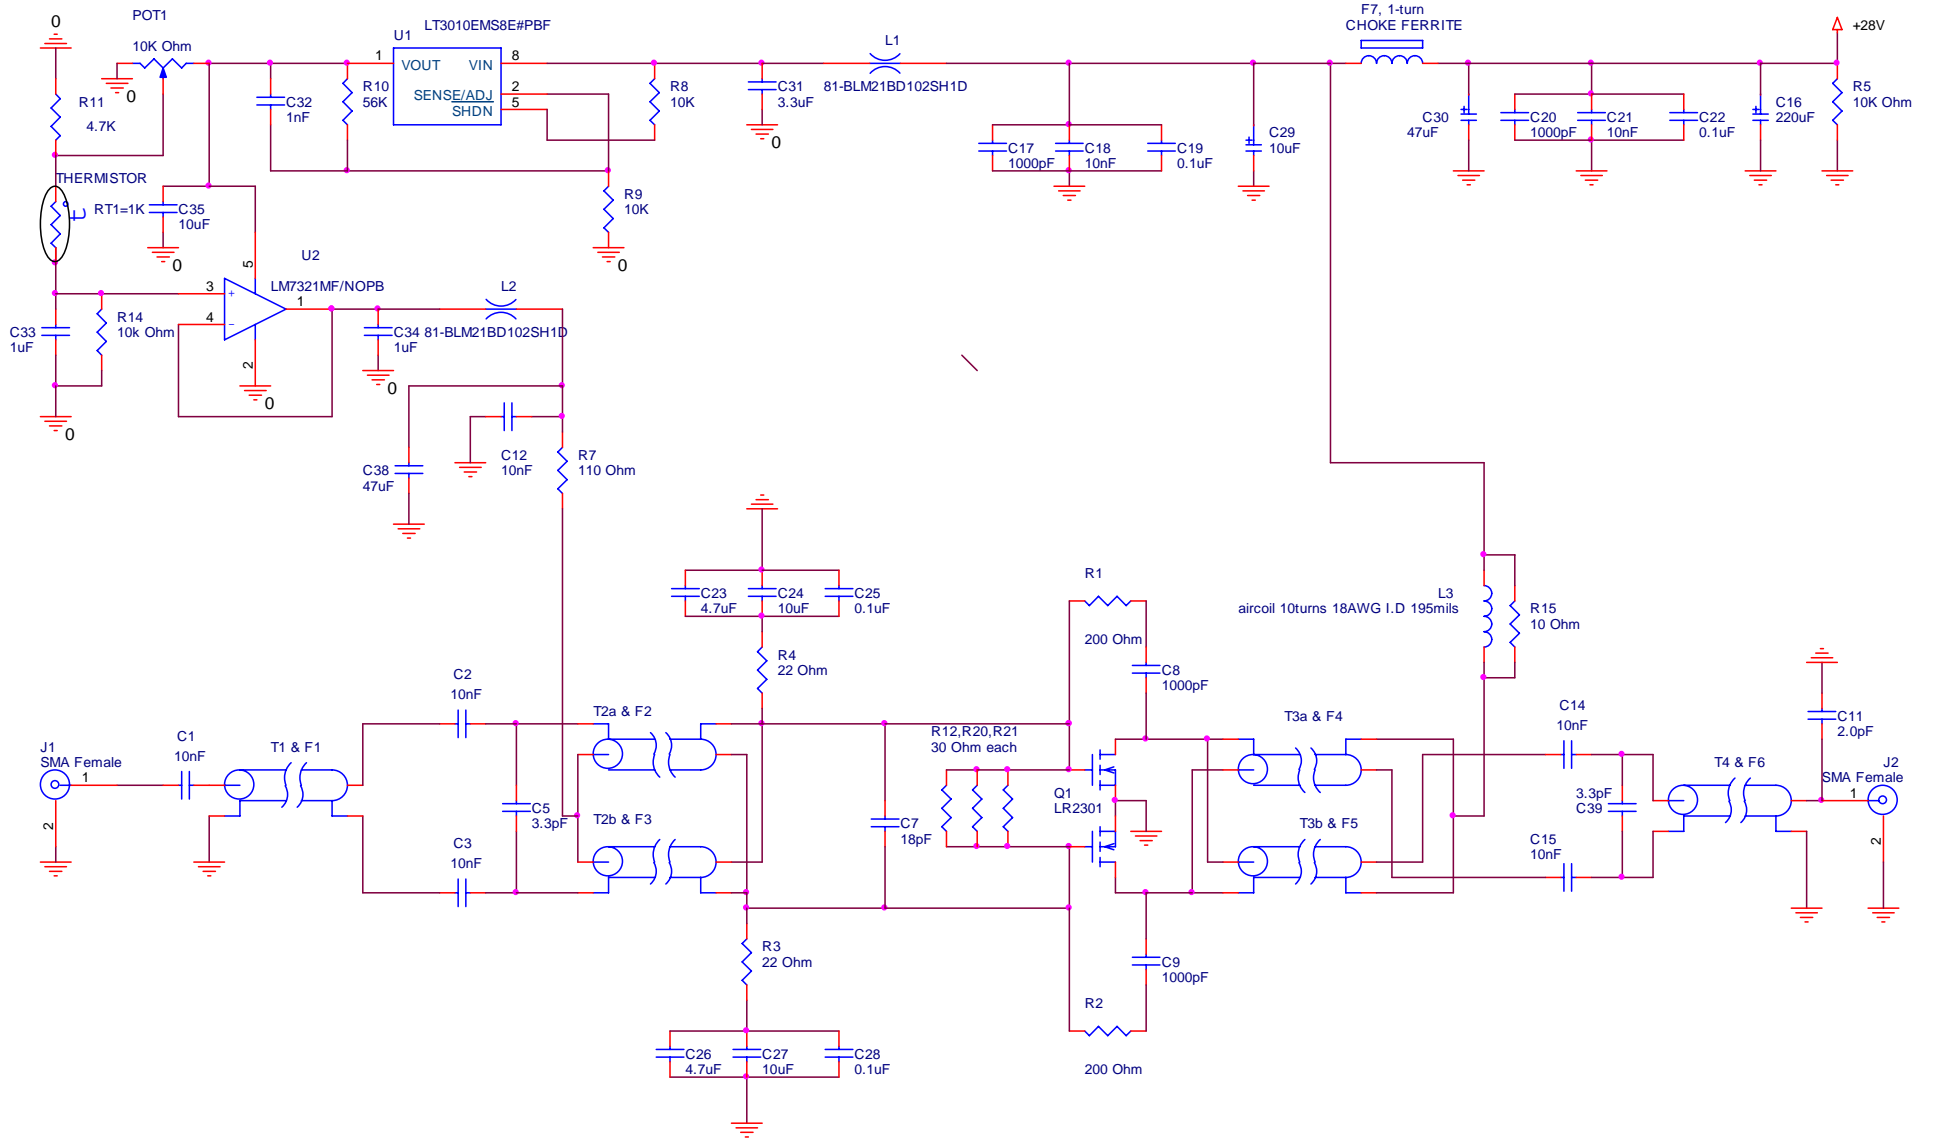 0
POT1
10K Ohm
0
R11
4.7K
THERMISTOR
RT1=1K
t
C35
10uF
0
C32
1nF
R10
56K
U1
LT3010EMS8E#PBF
1
VOUT
VIN
8
SENSE/ADJ
2
SHDN
5
R8
10K
R9
10K
0
C31
3.3uF
0
L1
81-BLM21BD102SH1D
C17
1000pF
C18
10nF
C19
0.1uF
C29
10uF
F7, 1-turn
CHOKE FERRITE
C30
47uF
C20
1000pF
C21
10nF
C22
0.1uF
C16
220uF
+28V
R5
10K Ohm
U2
LM7321MF/NOPB
5
3
+
4
-
1
2
0
C33
1uF
R14
10k Ohm
0
C34
1uF
0
L2
81-BLM21BD102SH1D
C38
47uF
C12
10nF
R7
110 Ohm
C23
4.7uF
C24
10uF
C25
0.1uF
R4
22 Ohm
R1
200 Ohm
C8
1000pF
L3
aircoil 10turns 18AWG I.D 195mils
R15
10 Ohm
J1
SMA Female
1
2
C1
10nF
T1 & F1
C2
10nF
C3
10nF
C5
3.3pF
T2a & F2
T2b & F3
C7
18pF
R12,R20,R21
30 Ohm each
Q1
LR2301
T3a & F4
T3b & F5
C14
10nF
C15
10nF
3.3pF
C39
T4 & F6
C11
2.0pF
J2
SMA Female
1
2
R3
22 Ohm
C26
4.7uF
C27
10uF
C28
0.1uF
C9
1000pF
R2
200 Ohm